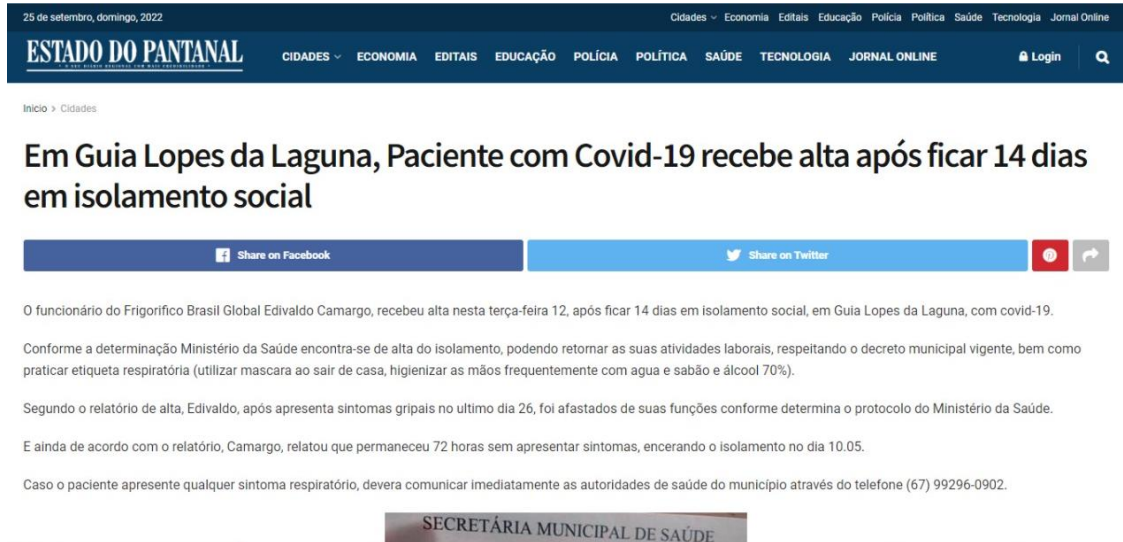 25 de setembro, domingo, 2022
Cidades Economia Editais Educação Polícia Política Saúde Tecnologia Jornal Online
ESTADO DO PANTANAL
CIDADES ECONOMIA EDITAIS EDUCAÇÃO POLÍCIA POLÍTICA SAÚDE TECNOLOGIA JORNAL ONLINE Login
Inicio > Cidades
Em Guia Lopes da Laguna, Paciente com Covid-19 recebe alta após ficar 14 dias
em isolamento social
Share on Facebook
Share on Twitter
O funcionário do Frigorifico Brasil Global Edivaldo Camargo, recebeu alta nesta terça-feira 12, após ficar 14 dias em isolamento social, em Guia Lopes da Laguna, com covid-19.
Conforme a determinação Ministério da Saúde encontra-se de alta do isolamento, podendo retornar as suas atividades laborais, respeitando o decreto municipal vigente, bem como
praticar etiqueta respiratória (utilizar mascara ao sair de casa, higienizar as mãos frequentemente com agua e sabão e álcool 70%).
Segundo o relatório de alta, Edivaldo, após apresenta sintomas gripais no ultimo dia 26, foi afastados de suas funções conforme determina o protocolo do Ministério da Saúde.
E ainda de acordo com o relatório, Camargo, relatou que permaneceu 72 horas sem apresentar sintomas, encerando o isolamento no dia 10.05.
Caso o paciente apresente qualquer sintoma respiratório, devera comunicar imediatamente as autoridades de saúde do município através do telefone (67) 99296-0902.
SECRETÁRIA MUNICIPAL DE SAÚDE